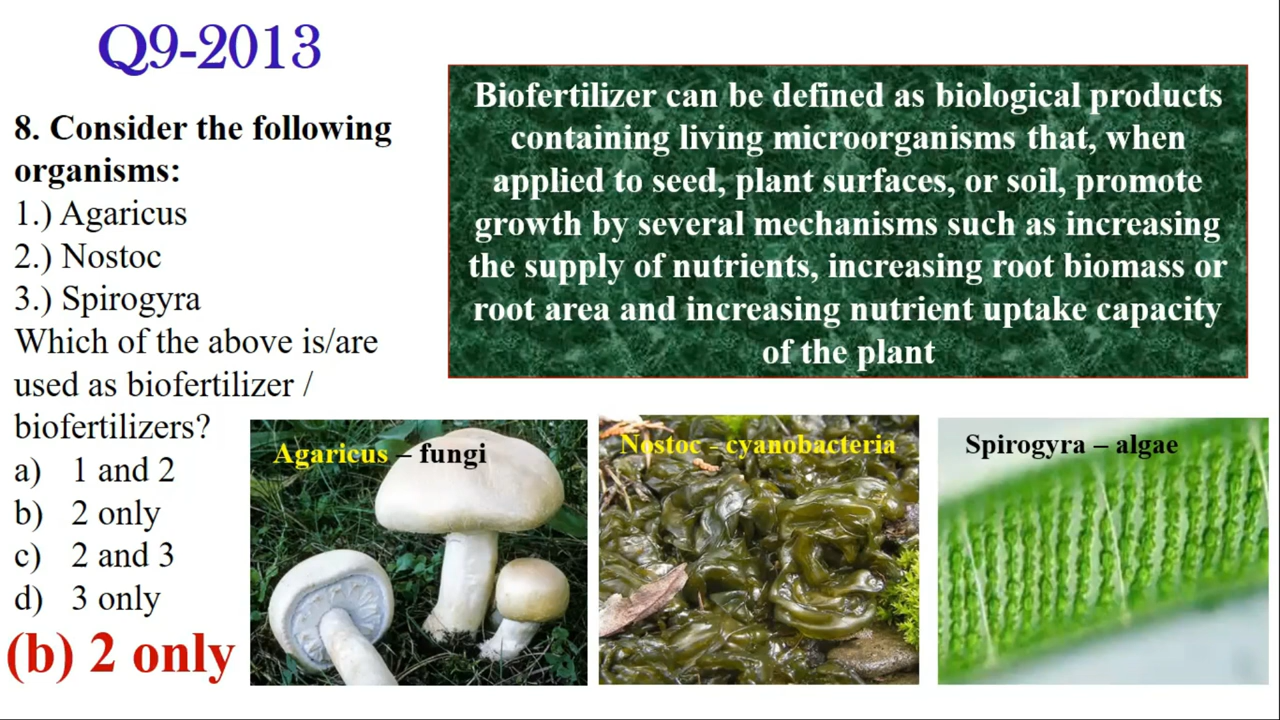 Q9-2013
8. Consider the following
organisms:
1.) Agaricus
2.) Nostoc
3.) Spirogyra
Which of the above is/are
used as biofertilizer /
biofertilizers?
a) 1 and 2
b) 2 only
c) 2 and 3
d) 3 only
(b) 2 only
Biofertilizer can be defined as biological products
containing living microorganisms that, when
applied to seed, plant surfaces, or soil, promote
growth by several mechanisms such as increasing
the supply of nutrients, increasing root biomass or
root area and increasing nutrient uptake capacity
of the plant
Agaricus – fungi
Nostoc - cyanobacteria
Spirogyra – algae